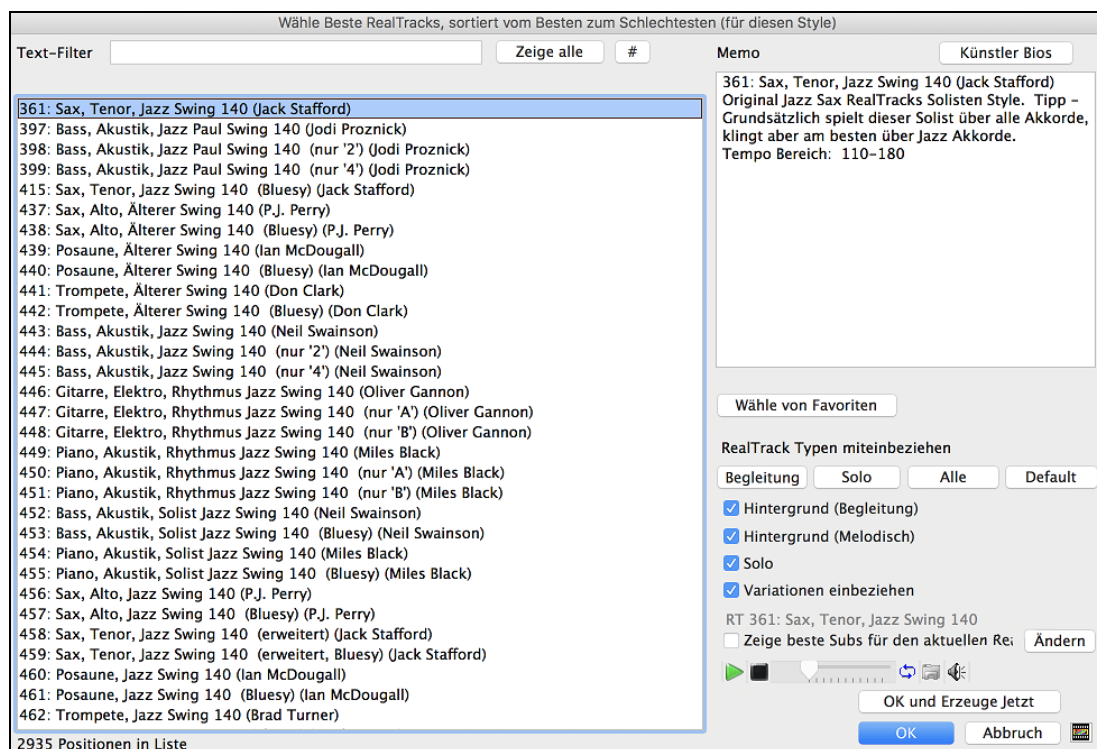 Wähle Beste RealTracks, sortiert vom Besten zum Schlechtesten (für diesen Style)
Text-Filter
Zeige alle
#
361: Sax, Tenor, Jazz Swing 140 (Jack Stafford)
397: Bass, Akustik, Jazz Paul Swing 140 (Jodi Proznick)
398: Bass, Akustik, Jazz Paul Swing 140 (nur '2') (Jodi Proznick)
399: Bass, Akustik, Jazz Paul Swing 140 (nur '4') (Jodi Proznick)
415: Sax, Tenor, Jazz Swing 140 (Bluesy) (Jack Stafford)
437: Sax, Alto, Älterer Swing 140 (P.J. Perry)
438: Sax, Alto, Älterer Swing 140 (Bluesy) (P.J. Perry)
439: Posaune, Älterer Swing 140 (Ian McDougall)
440: Posaune, Älterer Swing 140 (Bluesy) (Ian McDougall)
441: Trompete, Älterer Swing 140 (Don Clark)
442: Trompete, Älterer Swing 140 (Bluesy) (Don Clark)
443: Bass, Akustik, Jazz Swing 140 (Neil Swainson)
444: Bass, Akustik, Jazz Swing 140 (nur '2') (Neil Swainson)
445: Bass, Akustik, Jazz Swing 140 (nur '4') (Neil Swainson)
446: Gitarre, Elektro, Rhythmus Jazz Swing 140 (Oliver Gannon)
447: Gitarre, Elektro, Rhythmus Jazz Swing 140 (nur 'A') (Oliver Gannon)
448: Gitarre, Elektro, Rhythmus Jazz Swing 140 (nur 'B') (Oliver Gannon)
449: Piano, Akustik, Rhythmus Jazz Swing 140 (Miles Black)
450: Piano, Akustik, Rhythmus Jazz Swing 140 (nur 'A') (Miles Black)
451: Piano, Akustik, Rhythmus Jazz Swing 140 (nur 'B') (Miles Black)
452: Bass, Akustik, Solist Jazz Swing 140 (Neil Swainson)
453: Bass, Akustik, Solist Jazz Swing 140 (Bluesy) (Neil Swainson)
454: Piano, Akustik, Solist Jazz Swing 140 (Miles Black)
455: Piano, Akustik, Solist Jazz Swing 140 (Bluesy) (Miles Black)
456: Sax, Alto, Jazz Swing 140 (P.J. Perry)
457: Sax, Alto, Jazz Swing 140 (Bluesy) (P.J. Perry)
458: Sax, Tenor, Jazz Swing 140 (erweitert) (Jack Stafford)
459: Sax, Tenor, Jazz Swing 140 (erweitert, Bluesy) (Jack Stafford)
460: Posaune, Jazz Swing 140 (Ian McDougall)
461: Posaune, Jazz Swing 140 (Bluesy) (Ian McDougall)
462: Trompete, Jazz Swing 140 (Brad Turner)
2935 Positionen in Liste
Memo
Künstler Bios
361: Sax, Tenor, Jazz Swing 140 (Jack Stafford)
Original Jazz Sax RealTracks Solisten Style. Tipp –
Grundsätzlich spielt dieser Solist über alle Akkorde,
klingt aber am besten über Jazz Akkorde.
Tempo Bereich: 110–180
Wähle von Favoriten
RealTrack Typen miteinbeziehen
Begleitung
Solo
Alle
Default
Hintergrund (Begleitung)
Hintergrund (Melodisch)
Solo
Variationen einbeziehen
RT 361: Sax, Tenor, Jazz Swing 140
Zeige beste Subs für den aktuellen Rea
Ändern
OK und Erzeuge Jetzt
OK
Abbruch